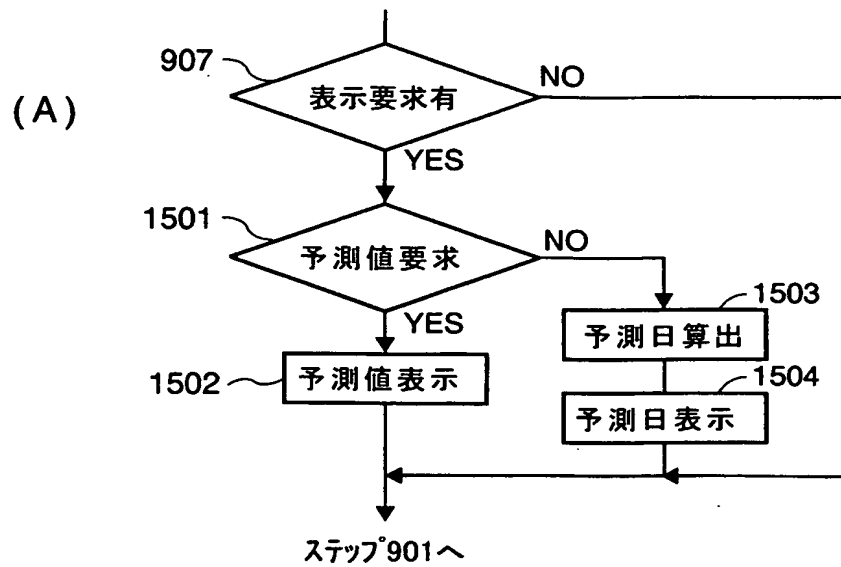 907
表示要求有
NO
(A)
YES
1501
予測値要求
NO
1503
YES
予測日算出
1502
予測値表示
1504
予測日表示
ステップ901へ